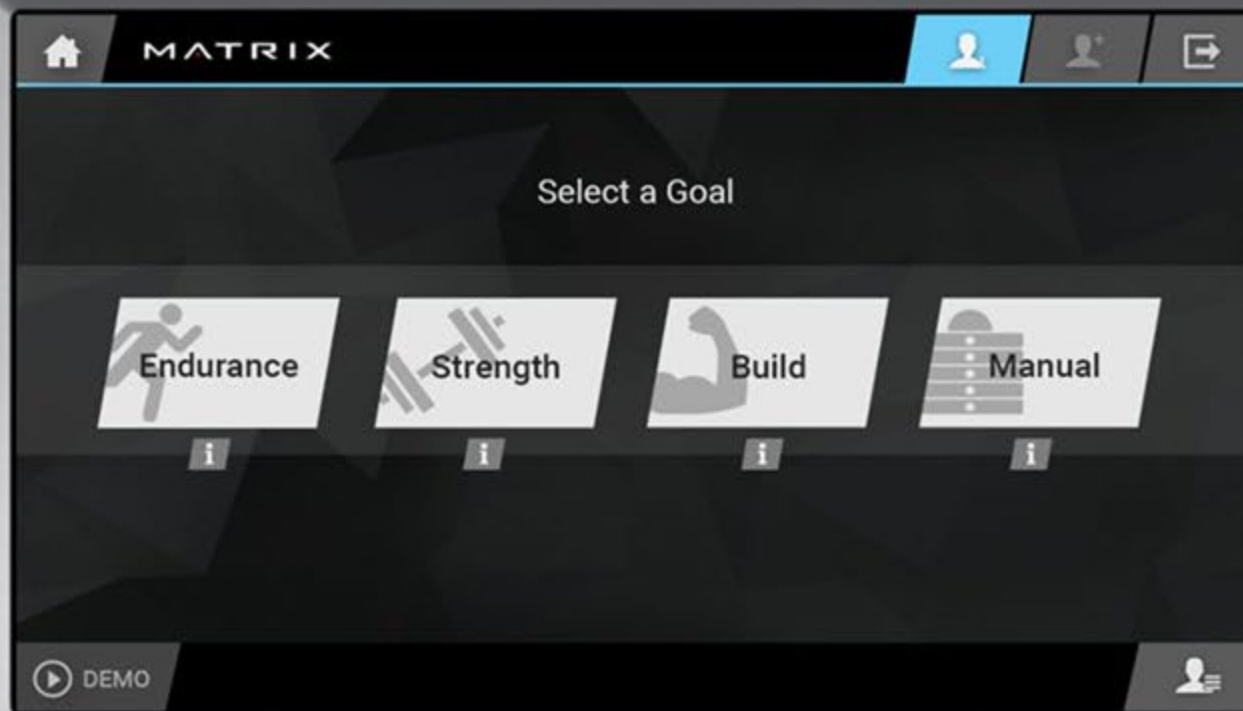 MATRIX
Select a Goal
Endurance
Strength
Build
Manual
i
i
i
i
DEMO